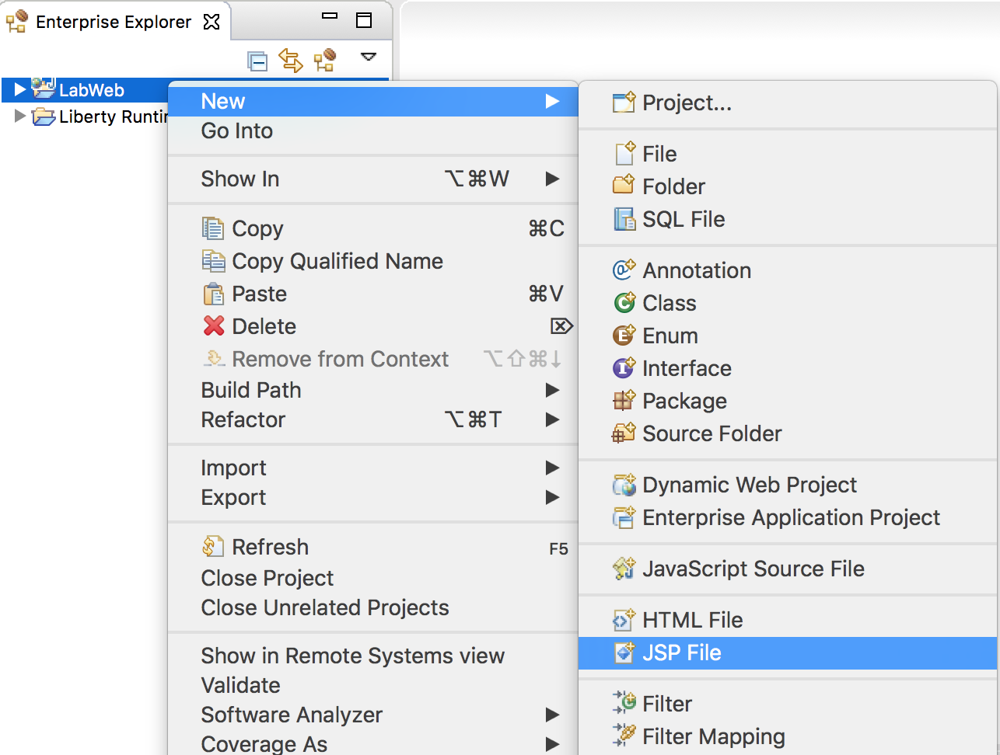 Enterprise Explorer
LabWeb
Liberty Runtin
New
Go Into
Show In ⌥⌘W
Copy ⌘C
Copy Qualified Name
Paste ⌘V
Delete ⌦
Remove from Context ⌥⇧⌘↓
Build Path
Refactor ⌥⌘T
Import
Export
Refresh F5
Close Project
Close Unrelated Projects
Show in Remote Systems view
Validate
Software Analyzer
Coverage As
Project...
File
Folder
SQL File
Annotation
Class
Enum
Interface
Package
Source Folder
Dynamic Web Project
Enterprise Application Project
JavaScript Source File
HTML File
JSP File
Filter
Filter Mapping